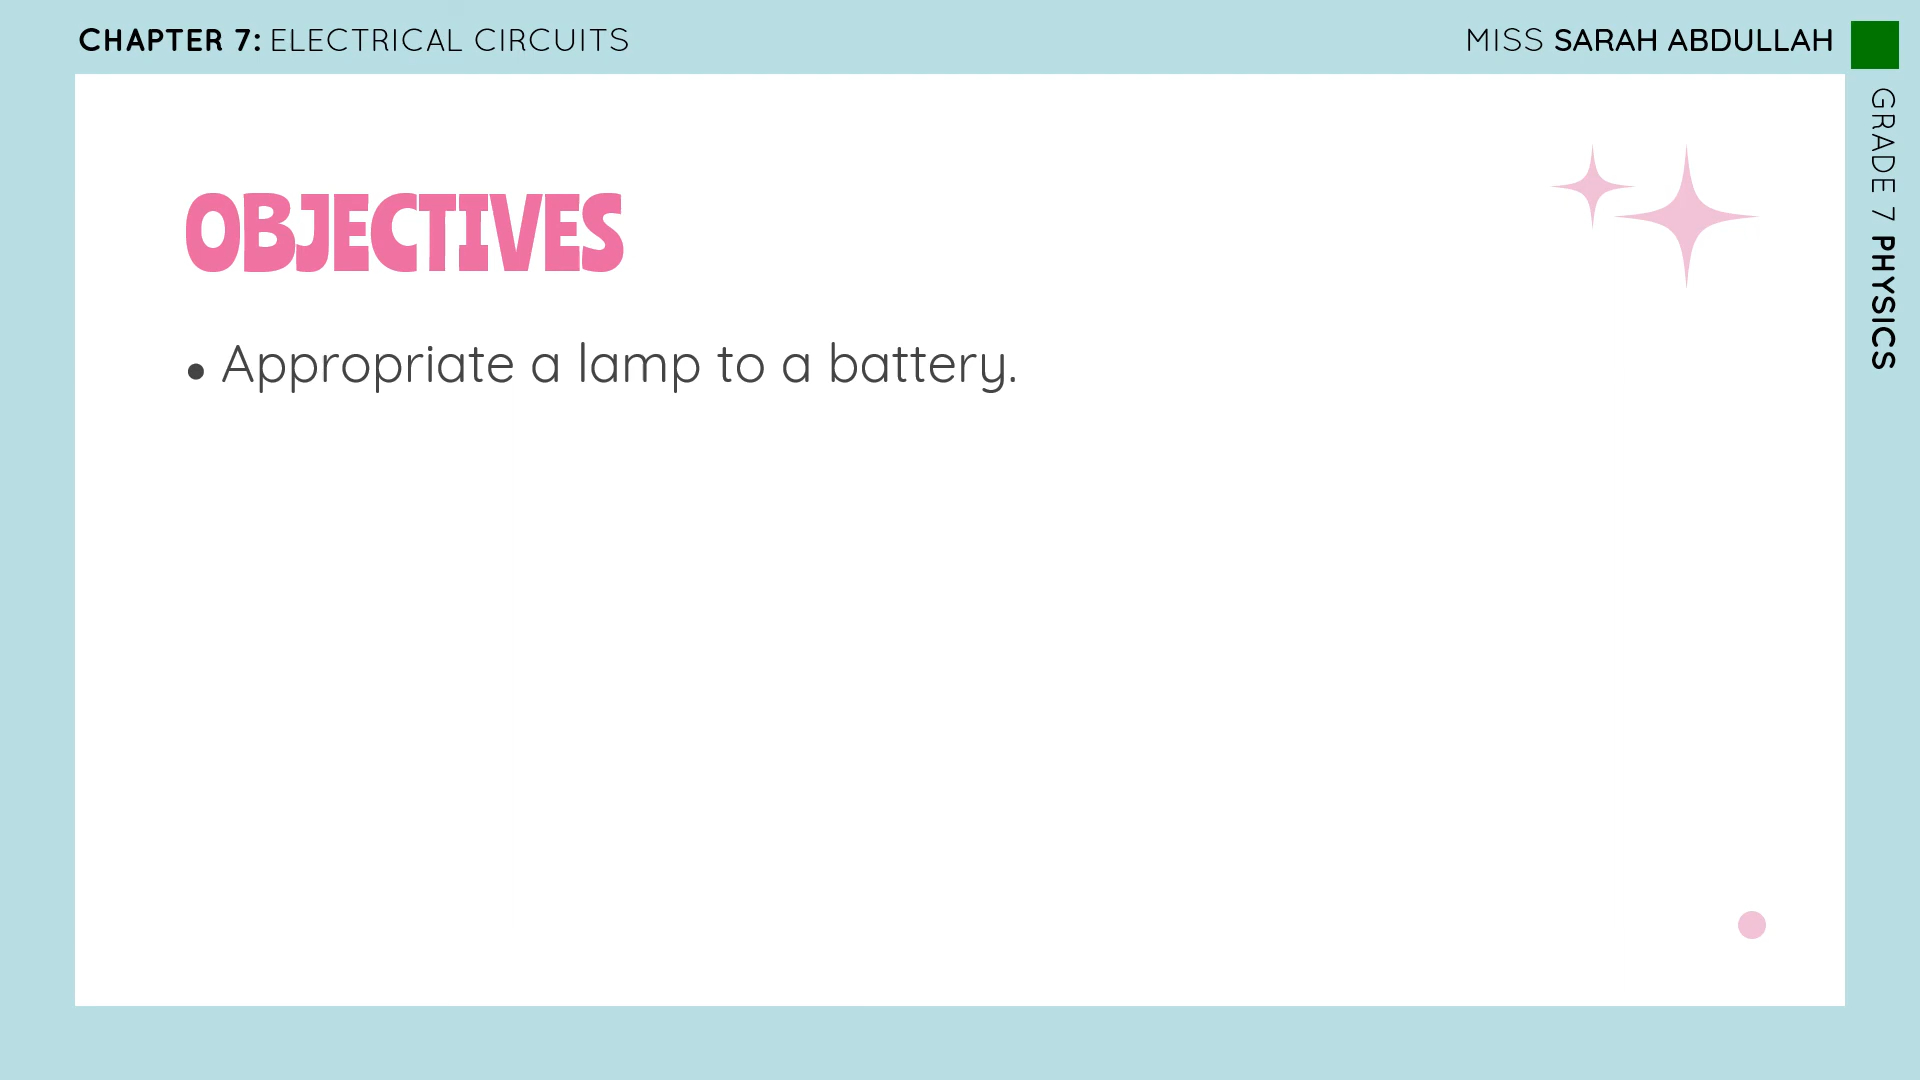 CHAPTER 7: ELECTRICAL CIRCUITS
MISS SARAH ABDULLAH
GRADE 7 PHYSICS
OBJECTIVES
• Appropriate a lamp to a battery.